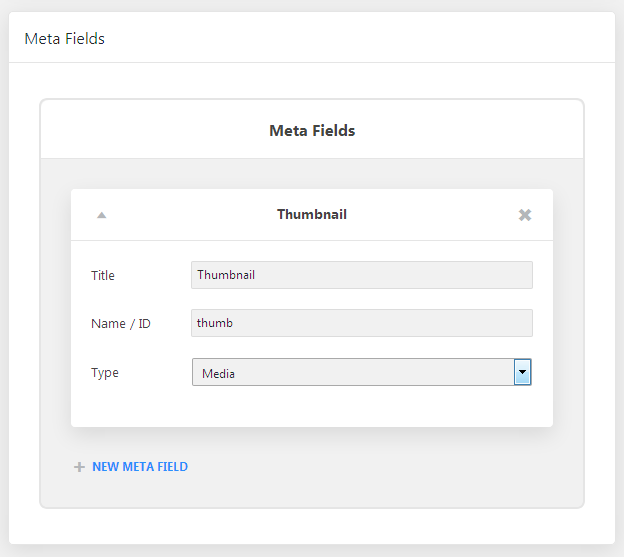 Meta Fields
Meta Fields
Thumbnail
Title
Thumbnail
Name / ID
thumb
Type
Media
NEW META FIELD